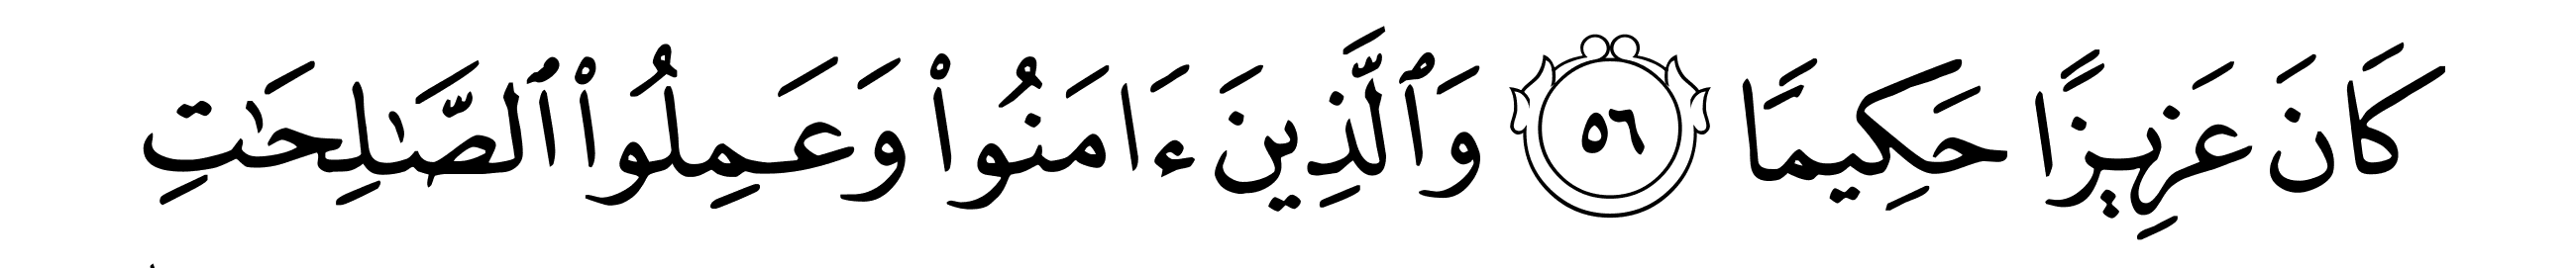 كَانَ عَزِيزًا حَكِيمًا ٥٦ وَٱلَّذِينَ ءَامَنُوا۟ وَعَمِلُوا۟ ٱلصَّـٰلِحَـٰتِ